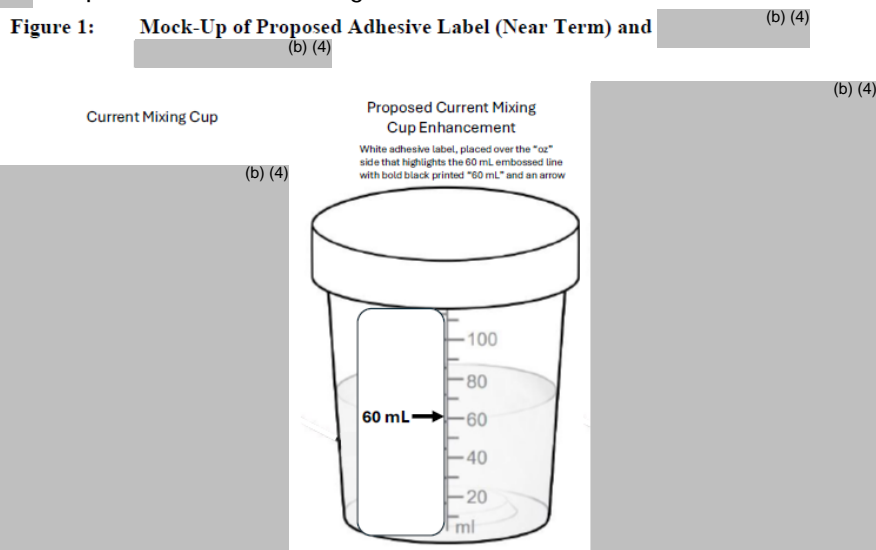 Figure 1: Mock-Up of Proposed Adhesive Label (Near Term) and (b) (4)
(b) (4)
(b) (4)
Current Mixing Cup
Proposed Current Mixing
Cup Enhancement
White adhesive label, placed over the "oz"
side that highlights the 60 mL embossed line
with bold black printed "60 mL" and an arrow
(b) (4)
100
80
60 mL
60
40
20
ml